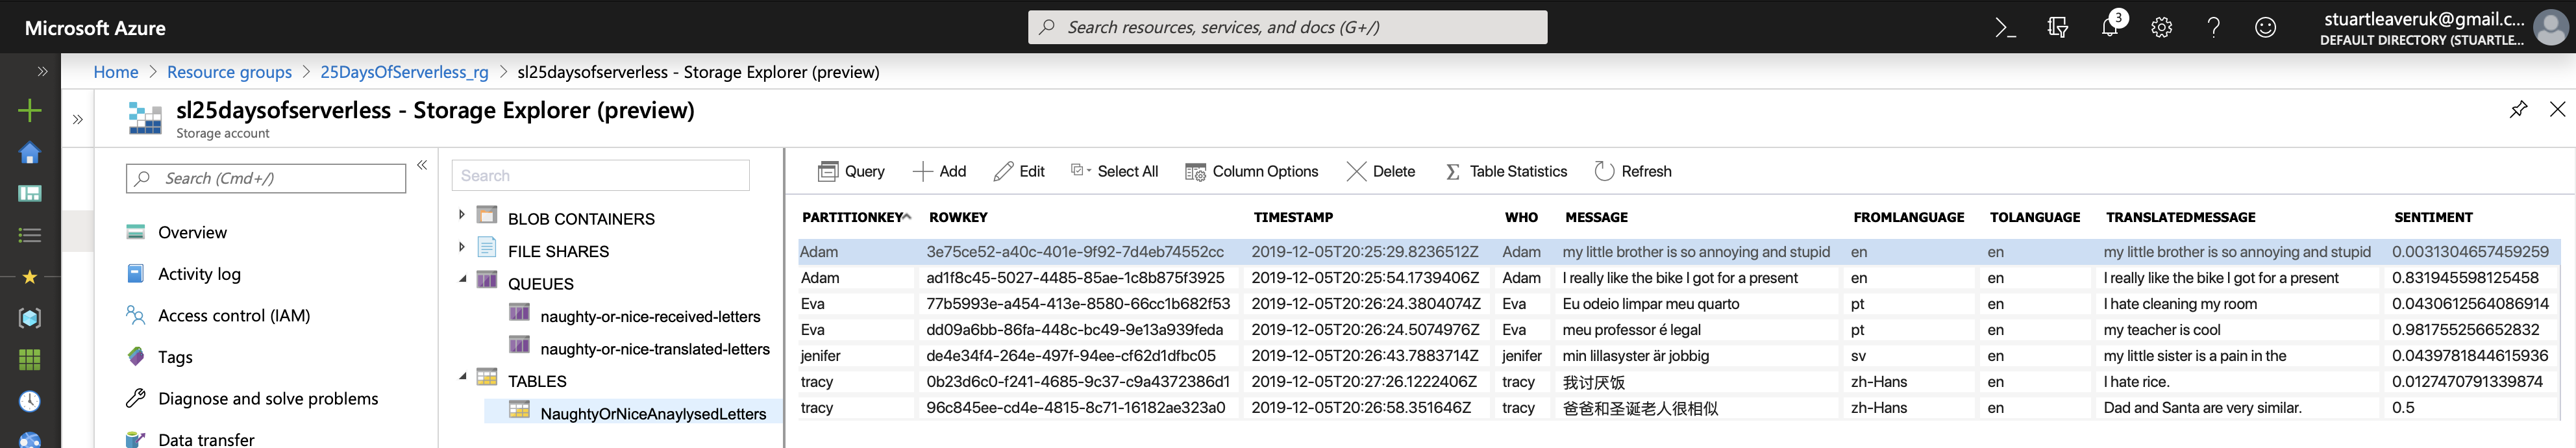 Microsoft Azure
Search resources, services, and docs (G+/)
3
stuartleaveruk@gmail.c...
DEFAULT DIRECTORY (STUARTLE...
Home > Resource groups > 25DaysOfServerless_rg > sl25daysofserverless - Storage Explorer (preview)
sl25daysofserverless - Storage Explorer (preview)
Storage account
Search (Cmd+/)
Overview
Activity log
Access control (IAM)
Tags
Diagnose and solve problems
Data transfer
Search
BLOB CONTAINERS
FILE SHARES
QUEUES
naughty-or-nice-received-letters
naughty-or-nice-translated-letters
TABLES
NaughtyOrNiceAnaylysedLetters
Query Add Edit Select All Column Options Delete Table Statistics Refresh
PARTITIONKEY ROWKEY TIMESTAMP WHO MESSAGE FROMLANGUAGE TOLANGUAGE TRANSLATEDMESSAGE SENTIMENT
Adam 3e75ce52-a40c-401e-9f92-7d4eb74552cc 2019-12-05T20:25:29.8236512Z Adam my little brother is so annoying and stupid en en my little brother is so annoying and stupid 0.0031304657459259
Adam ad1f8c45-5027-4485-85ae-1c8b875f3925 2019-12-05T20:25:54.1739406Z Adam I really like the bike I got for a present en en I really like the bike I got for a present 0.831945598125458
Eva 77b5993e-a454-413e-8580-66cc1b682f53 2019-12-05T20:26:24.3804074Z Eva Eu odeio limpar meu quarto pt en I hate cleaning my room 0.0430612564086914
Eva dd09a6bb-86fa-448c-bc49-9e13a939feda 2019-12-05T20:26:24.5074976Z Eva meu professor é legal pt en my teacher is cool 0.981755256652832
jenifer de4e34f4-264e-497f-94ee-cf62d1dfbc05 2019-12-05T20:26:43.7883714Z jenifer min lillasyster är jobbig sv en my little sister is a pain in the 0.0439781844615936
tracy 0b23d6c0-f241-4685-9c37-c9a4372386d1 2019-12-05T20:27:26.1222406Z tracy 我讨厌饭 zh-Hans en I hate rice. 0.0127470791339874
tracy 96c845ee-cd4e-4815-8c71-16182ae323a0 2019-12-05T20:26:58.351646Z tracy 爸爸和圣诞老人很相似 zh-Hans en Dad and Santa are very similar. 0.5